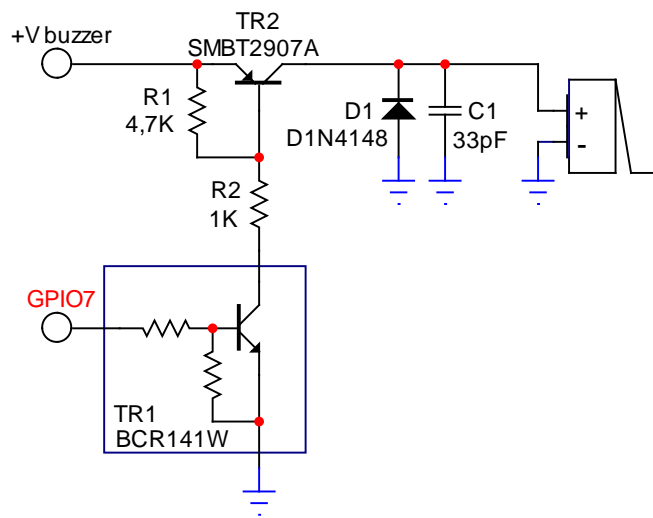 TR2
+V buzzer
SMBT2907A
R1
4,7K
D1
D1N4148
C1
33pF
+
-
R2
1K
GPIO7
TR1
BCR141W